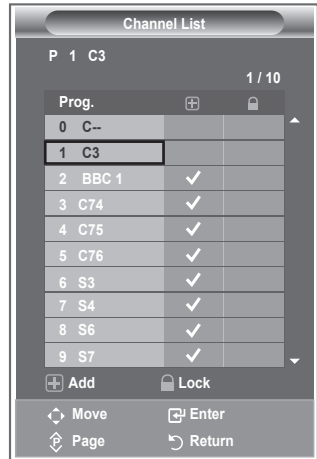 Channel List
P 1 C3
1 / 10
Prog.
0 C--
1 C3
2 BBC 1
3 C74
4 C75
5 C76
6 S3
7 S4
8 S6
9 S7
Add Lock
Move Enter
Page Return